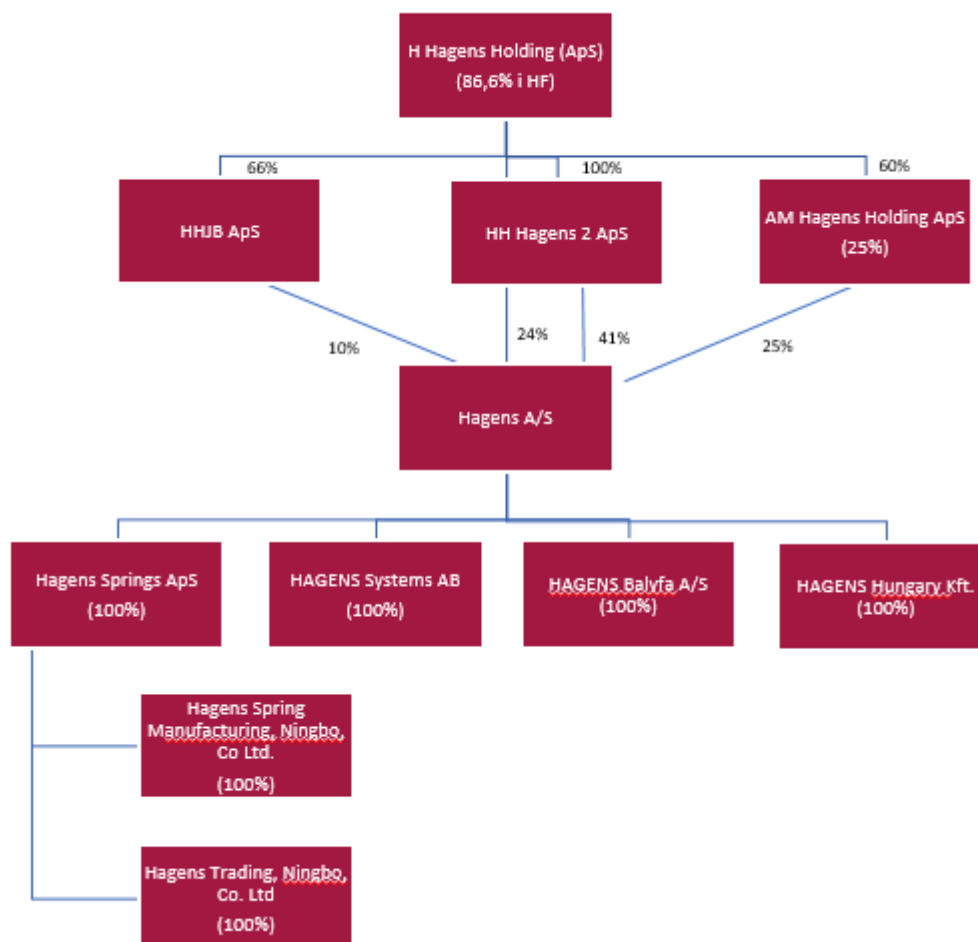 H Hagens Holding (ApS)
(86,6% i HF)
66%
100%
60%
HHJB ApS
HH Hagens 2 ApS
AM Hagens Holding ApS
(25%)
10%
24%
41%
25%
Hagens A/S
Hagens Springs ApS
(100%)
HAGENS Systems AB
(100%)
HAGENS Balyfa A/S
(100%)
HAGENS Hungary Kft.
(100%)
Hagens Spring
Manufacturing, Ningbo,
Co Ltd.
(100%)
Hagens Trading, Ningbo,
Co. Ltd
(100%)